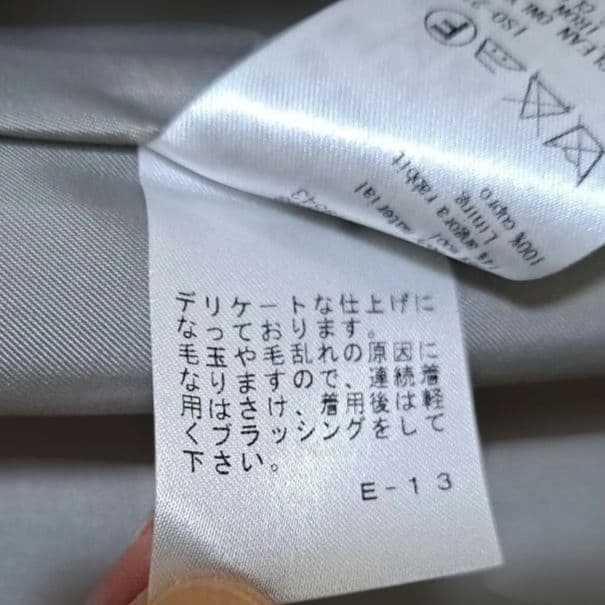 デリケートな仕上げに
なっております。
毛玉や毛乱れの原因に
なりますので、連続着
用はさけ、着用後は軽
くブラッシングをして
下さい。
E-13
angora rabbit
Lining
100% cupro
F
ISO